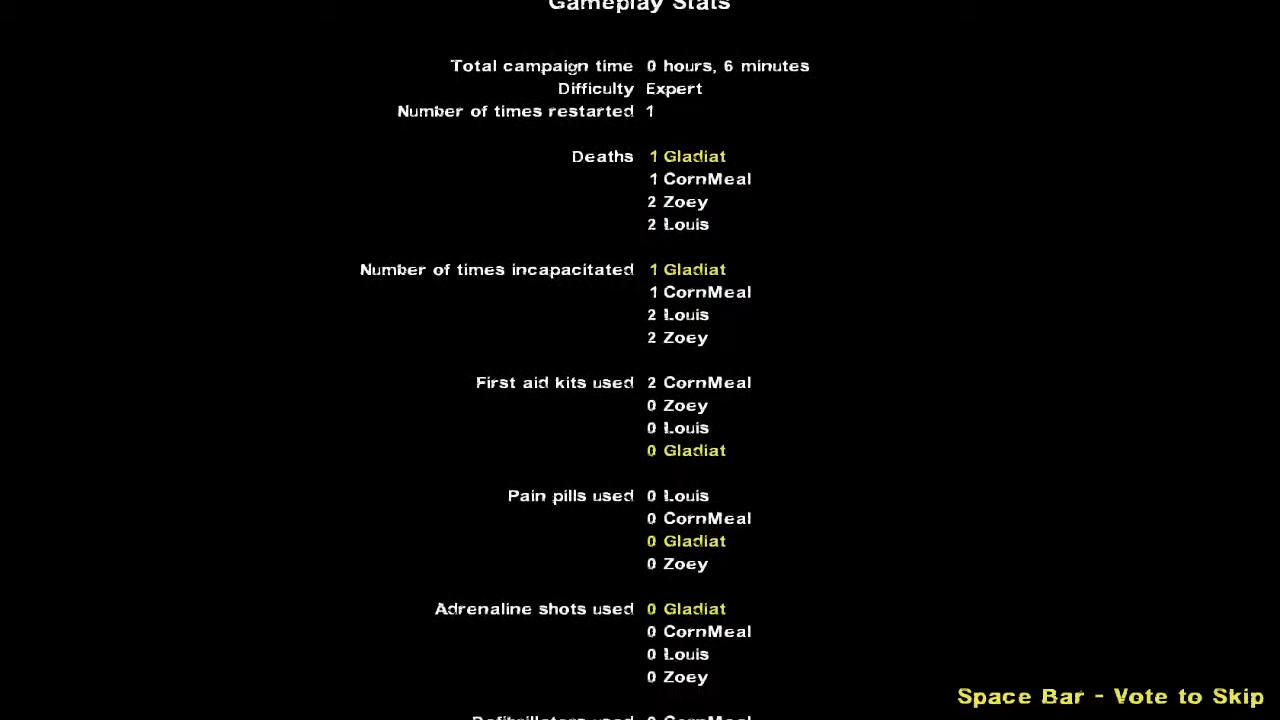 Gameplay Stats
Total campaign time 0 hours, 6 minutes
Difficulty Expert
Number of times restarted 1
Deaths 1 Gladiat
1 CornMeal
2 Zoey
2 Louis
Number of times incapacitated 1 Gladiat
1 CornMeal
2 Louis
2 Zoey
First aid kits used 2 CornMeal
0 Zoey
0 Louis
0 Gladiat
Pain pills used 0 Louis
0 CornMeal
0 Gladiat
0 Zoey
Adrenaline shots used 0 Gladiat
0 CornMeal
0 Louis
0 Zoey
Space Bar - Vote to Skip
Defibrillators used 0 CornMeal